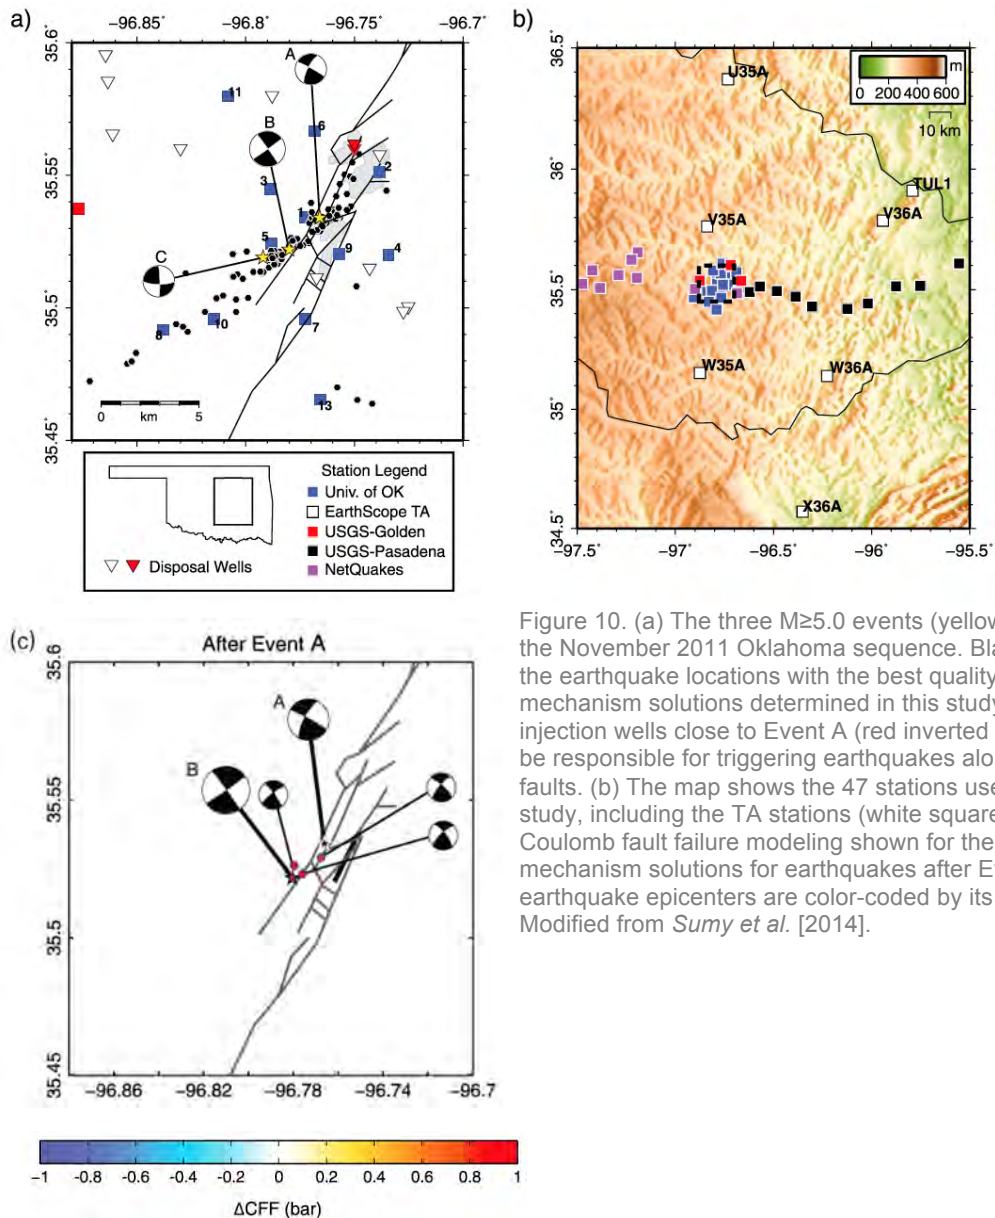 a)
−96.85° −96.8° −96.75° −96.7°
35.6°
35.55°
35.5°
35.45°
A
B
C
11
6
2
3
1
5
9
4
8
10
7
13
0 km 5
Station Legend
Univ. of OK
EarthScope TA
USGS-Golden
USGS-Pasadena
NetQuakes
Disposal Wells
b)
36.5°
36°
35.5°
35°
34.5°
−97.5° −97° −96.5° −96° −95.5°
m
0 200 400 600
10 km
U35A
TUL1
V35A
V36A
W35A
W36A
X36A
(c)
After Event A
35.6
35.55
35.5
35.45
A
B
−96.86 −96.82 −96.78 −96.74 −96.7
−1 −0.8 −0.6 −0.4 −0.2 0 0.2 0.4 0.6 0.8 1
ΔCFF (bar)
Figure 10. (a) The three M≥5.0 events (yellow
the November 2011 Oklahoma sequence. Bla
the earthquake locations with the best quality
mechanism solutions determined in this study
injection wells close to Event A (red inverted
be responsible for triggering earthquakes alo
faults. (b) The map shows the 47 stations use
study, including the TA stations (white square
Coulomb fault failure modeling shown for the
mechanism solutions for earthquakes after E
earthquake epicenters are color-coded by its
Modified from Sumy et al. [2014].